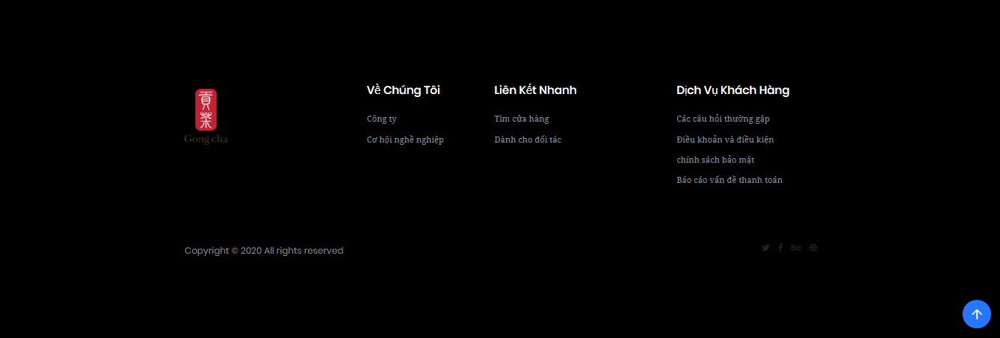 貢茶
Gong cha
Về Chúng Tôi
Công ty
Cơ hội nghề nghiệp
Liên Kết Nhanh
Tìm cửa hàng
Dành cho đối tác
Dịch Vụ Khách Hàng
Các câu hỏi thường gặp
Điều khoản và điều kiện
chính sách bảo mật
Báo cáo vấn đề thanh toán
Copyright © 2020 All rights reserved
Bē